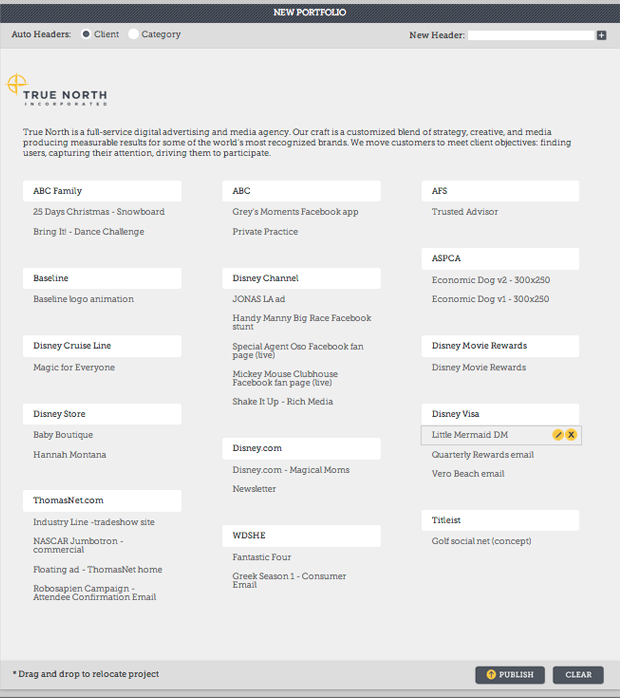 NEW PORTFOLIO
Auto Headers: Client Category New Header:
TRUE NORTH
INCORPORATED
True North is a full-service digital advertising and media agency. Our craft is a customized blend of strategy, creative, and media
producing measurable results for some of the world's most recognized brands. We move customers to meet client objectives: finding
users, capturing their attention, driving them to participate.
ABC Family
25 Days Christmas - Snowboard
Bring It! - Dance Challenge
Baseline
Baseline logo animation
Disney Cruise Line
Magic for Everyone
Disney Store
Baby Boutique
Hannah Montana
ThomasNet.com
Industry Line -tradeshow site
NASCAR Jumbotron -
commercial
Floating ad - ThomasNet home
Robosapien Campaign -
Attendee Confirmation Email
ABC
Grey's Moments Facebook app
Private Practice
Disney Channel
JONAS LA ad
Handy Manny Big Race Facebook
stunt
Special Agent Oso Facebook fan
page (live)
Mickey Mouse Clubhouse
Facebook fan page (live)
Shake It Up - Rich Media
Disney.com
Disney.com - Magical Moms
Newsletter
WDSHE
Fantastic Four
Greek Season 1 - Consumer
Email
AFS
Trusted Advisor
ASPCA
Economic Dog v2 - 300x250
Economic Dog v1 - 300x250
Disney Movie Rewards
Disney Movie Rewards
Disney Visa
Little Mermaid DM X
Quarterly Rewards email
Vero Beach email
Titleist
Golf social net (concept)
* Drag and drop to relocate project
PUBLISH CLEAR